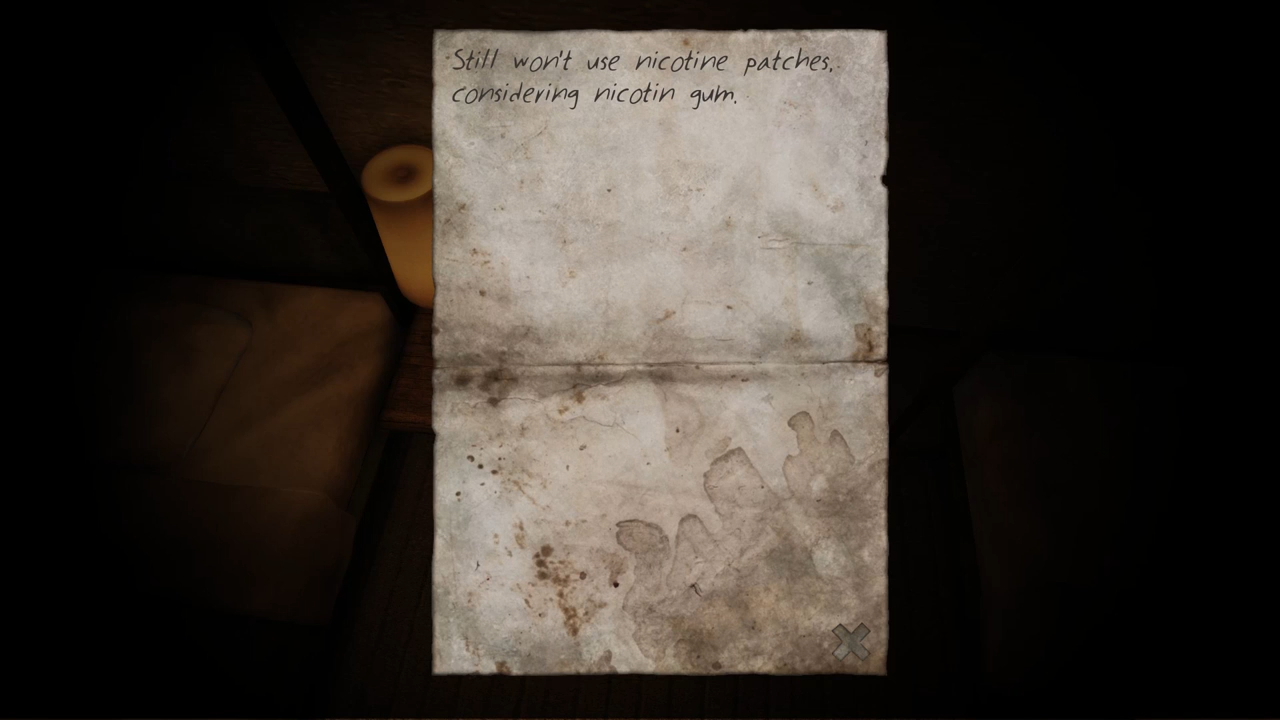 Still won't use nicotine patches,
considering nicotin gum.